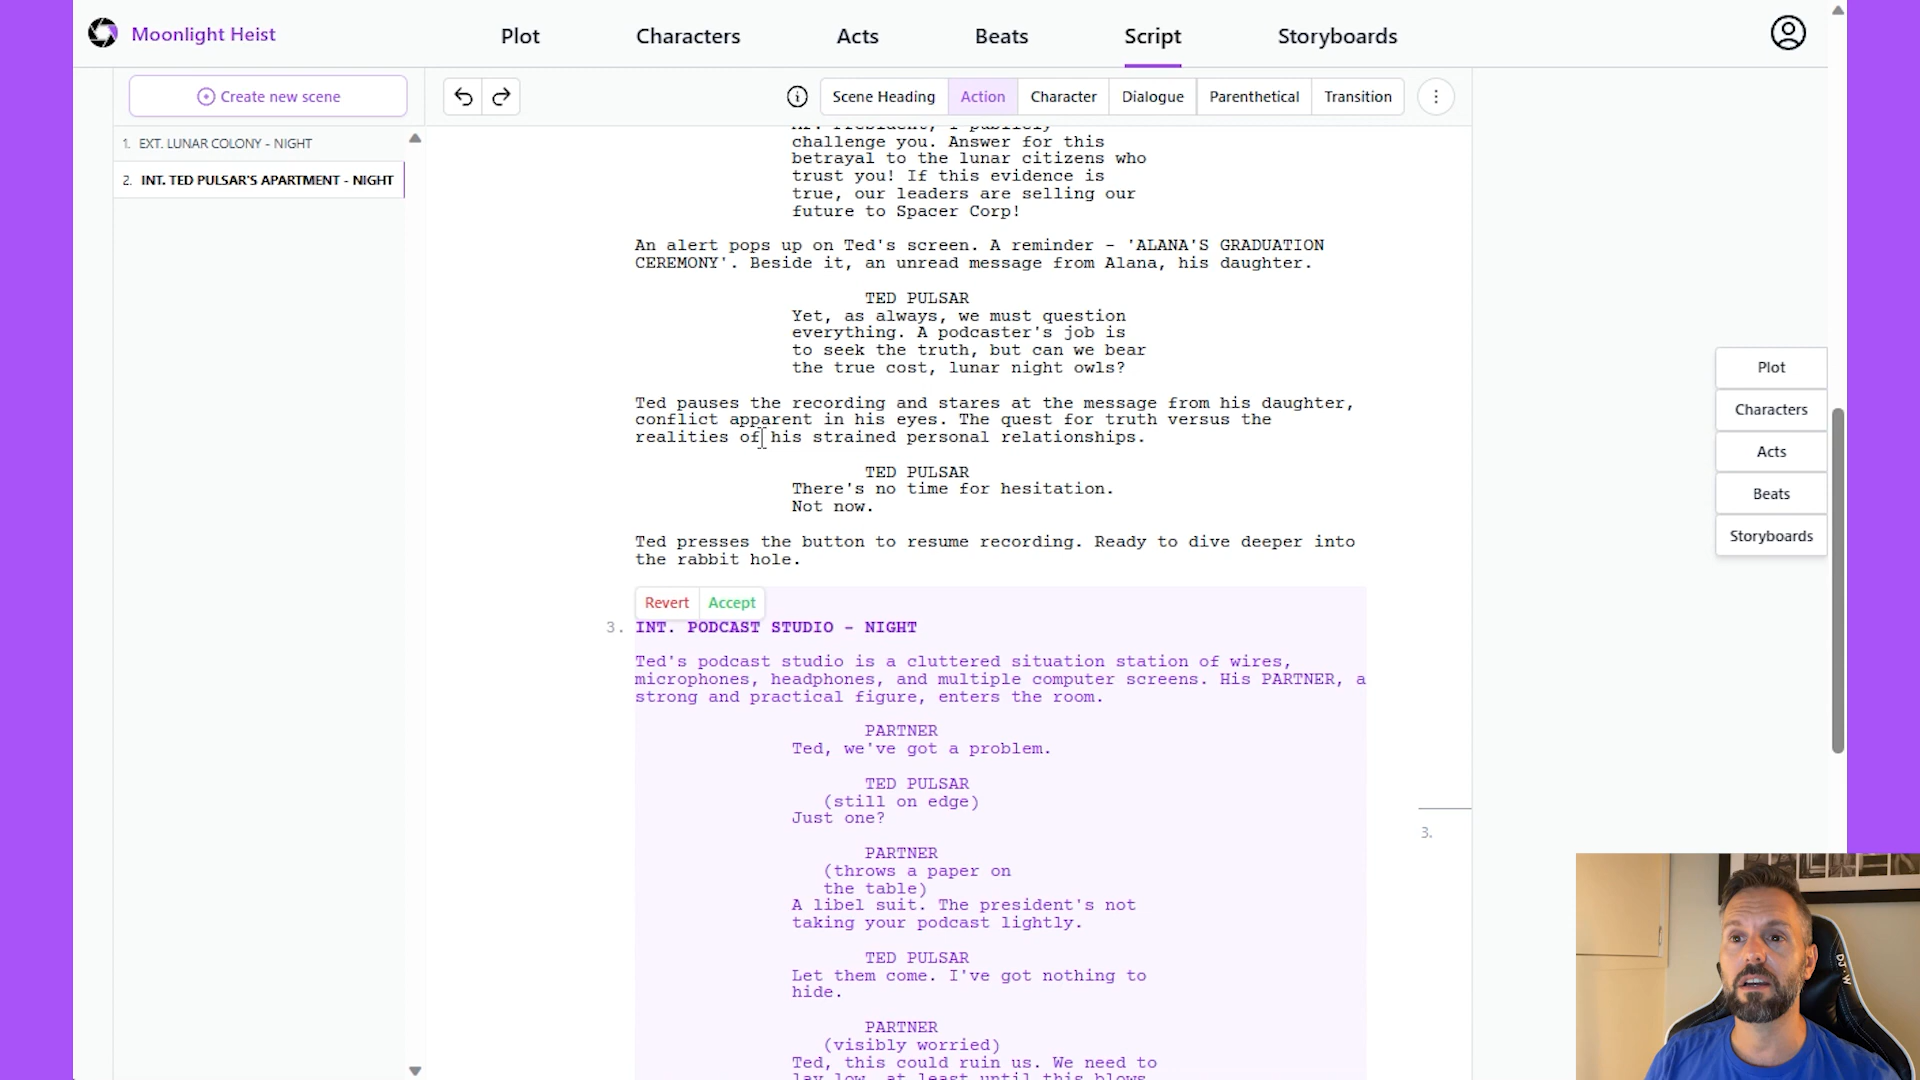 Moonlight Heist
Plot
Characters
Acts
Beats
Script
Storyboards
Create new scene
Scene Heading
Action
Character
Dialogue
Parenthetical
Transition
1. EXT. LUNAR COLONY - NIGHT
2. INT. TED PULSAR'S APARTMENT - NIGHT
Mr. President, I publicly
challenge you. Answer for this
betrayal to the lunar citizens who
trust you! If this evidence is
true, our leaders are selling our
future to Spacer Corp!
An alert pops up on Ted's screen. A reminder - 'ALANA'S GRADUATION
CEREMONY'. Beside it, an unread message from Alana, his daughter.
TED PULSAR
Yet, as always, we must question
everything. A podcaster's job is
to seek the truth, but can we bear
the true cost, lunar night owls?
Ted pauses the recording and stares at the message from his daughter,
conflict apparent in his eyes. The quest for truth versus the
realities of his strained personal relationships.
TED PULSAR
There's no time for hesitation.
Not now.
Ted presses the button to resume recording. Ready to dive deeper into
the rabbit hole.
Revert
Accept
3. INT. PODCAST STUDIO - NIGHT
Ted's podcast studio is a cluttered situation station of wires,
microphones, headphones, and multiple computer screens. His PARTNER, a
strong and practical figure, enters the room.
PARTNER
Ted, we've got a problem.
TED PULSAR
(still on edge)
Just one?
PARTNER
(throws a paper on
the table)
A libel suit. The president's not
taking your podcast lightly.
TED PULSAR
Let them come. I've got nothing to
hide.
PARTNER
(visibly worried)
Ted, this could ruin us. We need to
lay low, at least until this blows
3.
Plot
Characters
Acts
Beats
Storyboards